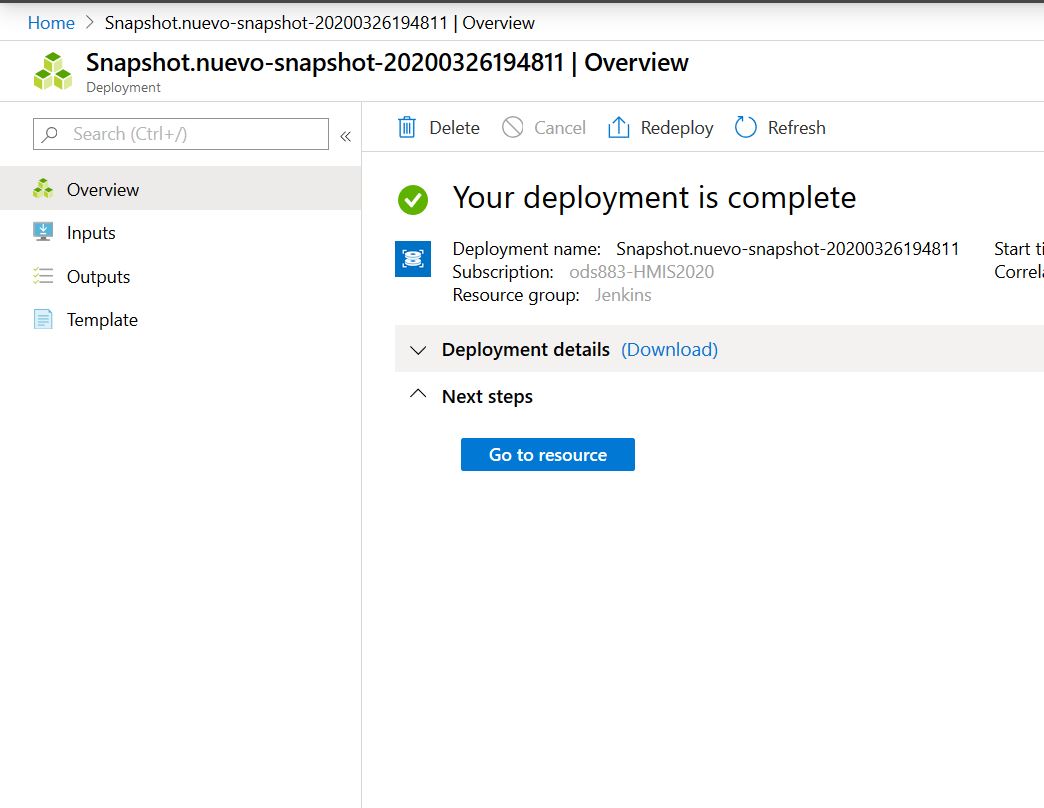 Home > Snapshot.nuevo-snapshot-20200326194811 | Overview
Snapshot.nuevo-snapshot-20200326194811 | Overview
Deployment
Search (Ctrl+/)
«
Delete Cancel Redeploy Refresh
Overview
Inputs
Outputs
Template
Your deployment is complete
Deployment name: Snapshot.nuevo-snapshot-20200326194811 Start ti
Subscription: ods883-HMIS2020 Correla
Resource group: Jenkins
Deployment details (Download)
Next steps
Go to resource